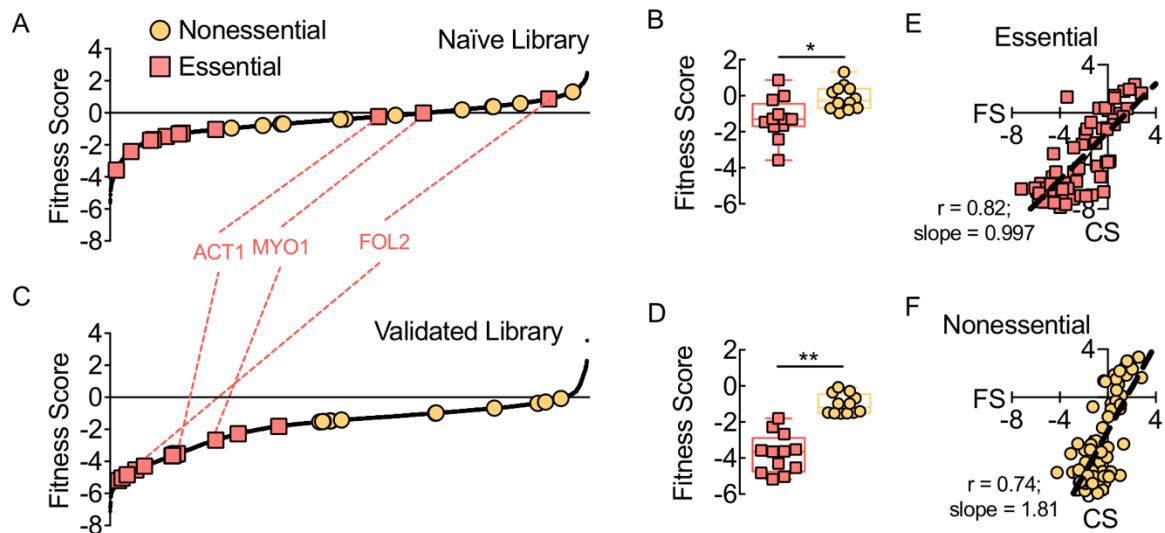 A
Nonessential
Essential
Naïve Library
Fitness Score
4
2
0
-2
-4
-6
-8
ACT1
MYO1
FOL2
B
*
Fitness Score
2
0
-2
-4
-6
E
Essential
4
FS
-8
-4
4
-8
r = 0.82;
slope = 0.997
CS
C
Validated Library
Fitness Score
4
2
0
-2
-4
-6
-8
D
**
Fitness Score
2
0
-2
-4
-6
F
Nonessential
4
FS
-8
-4
4
r = 0.74;
slope = 1.81
CS